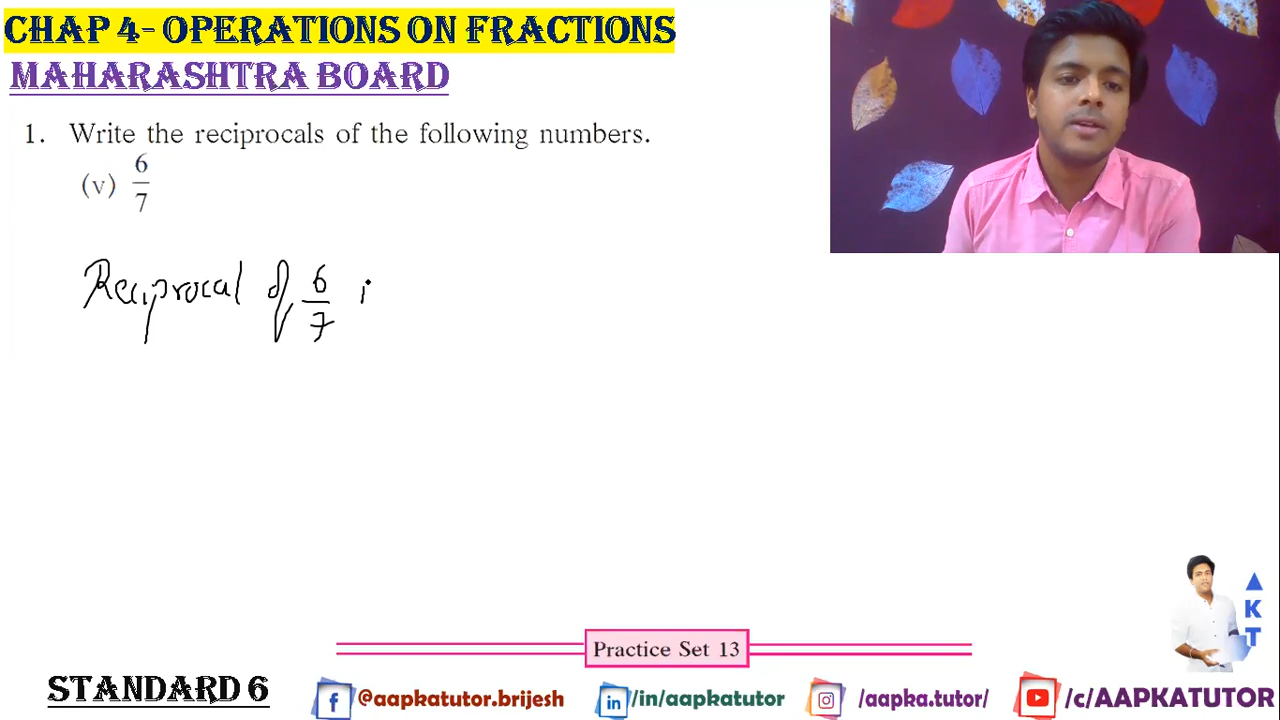 CHAP 4- OPERATIONS ON FRACTIONS
MAHARASHTRA BOARD
1. Write the reciprocals of the following numbers.
(v) 6/7
Reciprocal of 6/7 i
AKT
Practice Set 13
STANDARD 6
@aapkatutor.brijesh /in/aapkatutor /aapka.tutor/ /c/AAPKATUTOR